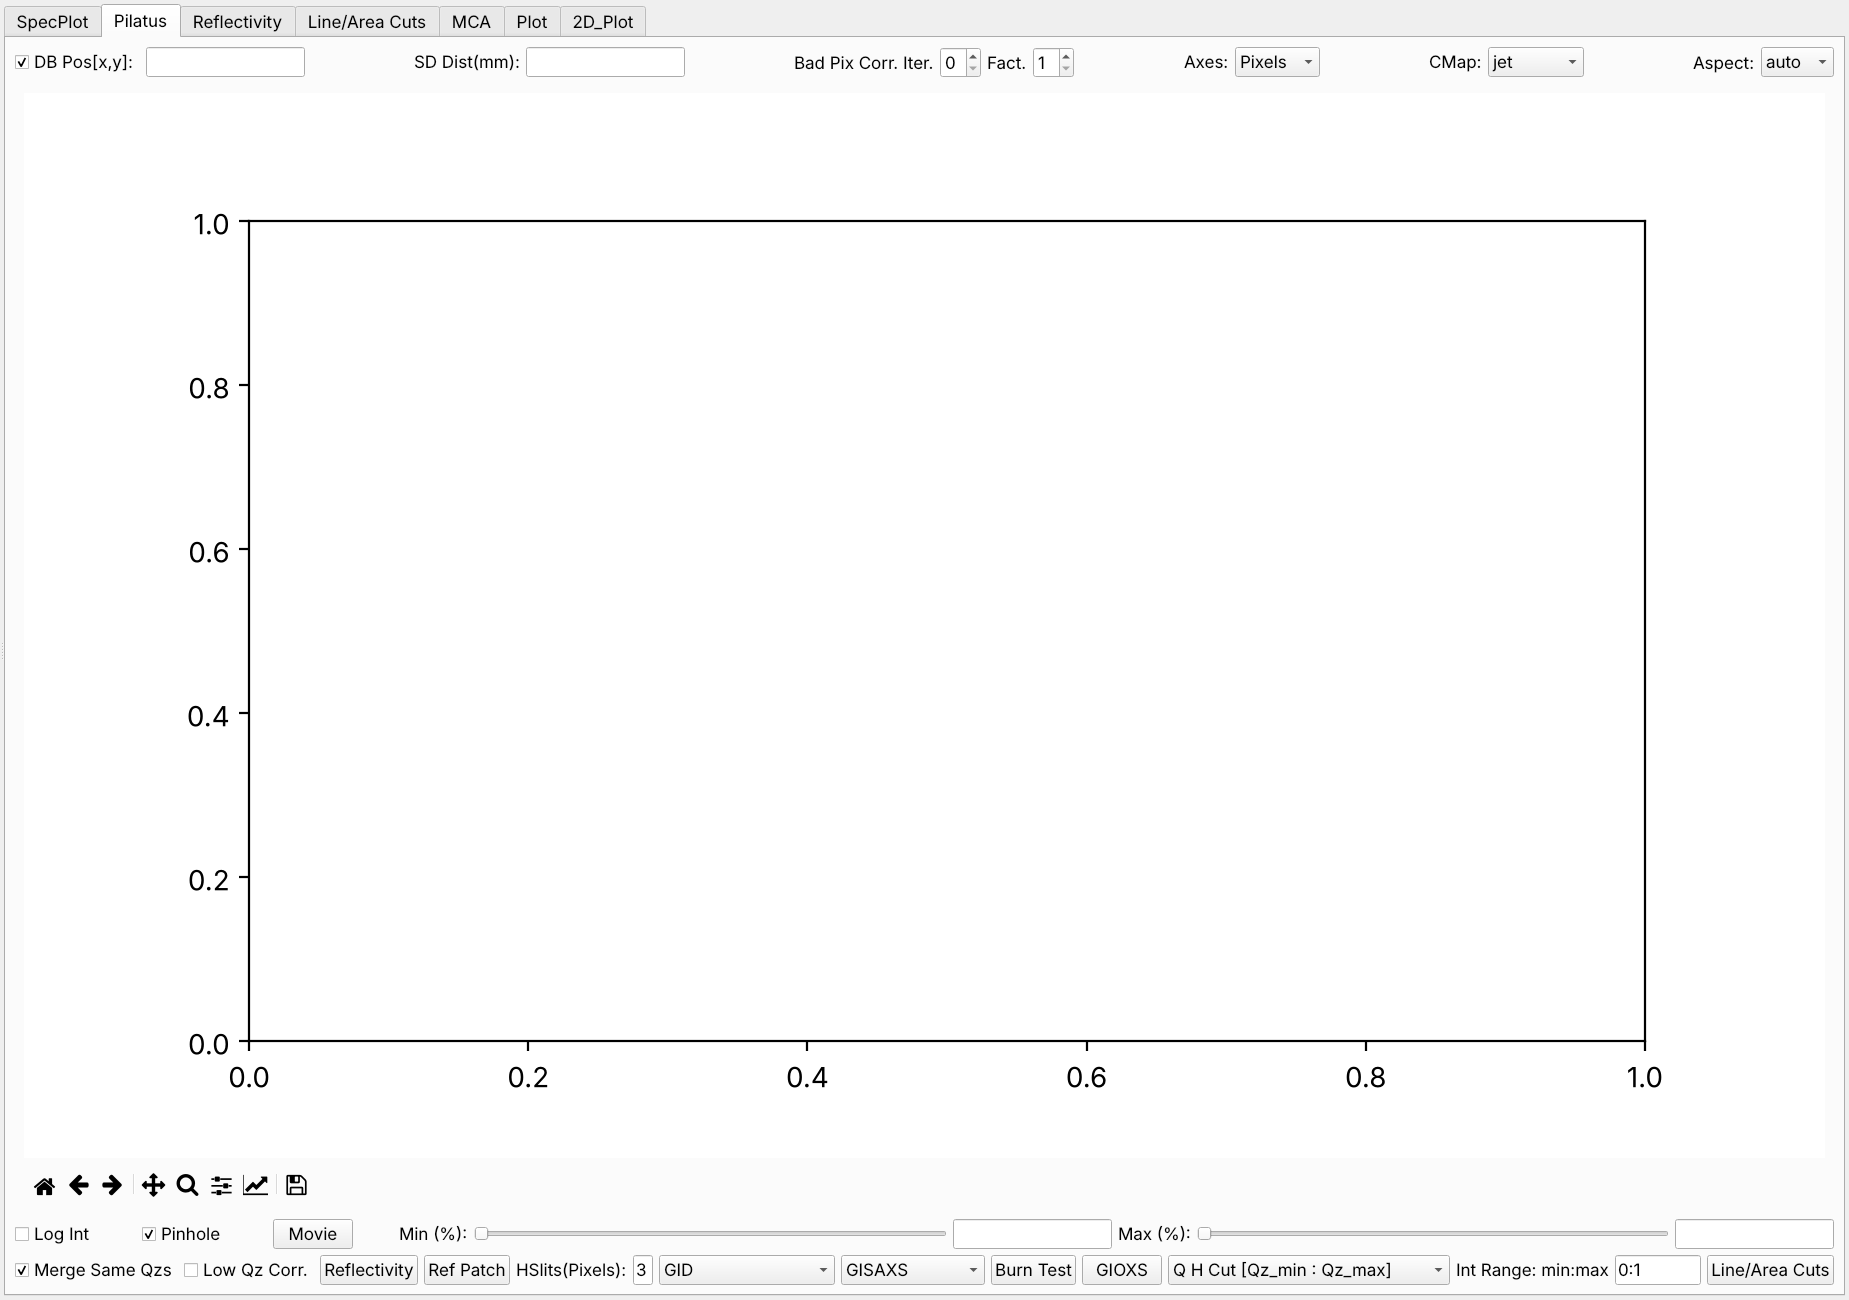 SpecPlot Pilatus Reflectivity Line/Area Cuts MCA Plot 2D_Plot
DB Pos[x,y]: SD Dist(mm): Bad Pix Corr. Iter. 0 Fact. 1 Axes: Pixels CMap: jet Aspect: auto
1.0
0.8
0.6
0.4
0.2
0.0
0.0 0.2 0.4 0.6 0.8 1.0
Log Int Pinhole Movie Min (%): Max (%):
Merge Same Qzs Low Qz Corr. Reflectivity Ref Patch HSlits(Pixels): 3 GID GISAXS Burn Test GIOXS Q H Cut [Qz_min : Qz_max] Int Range: min:max 0:1 Line/Area Cuts